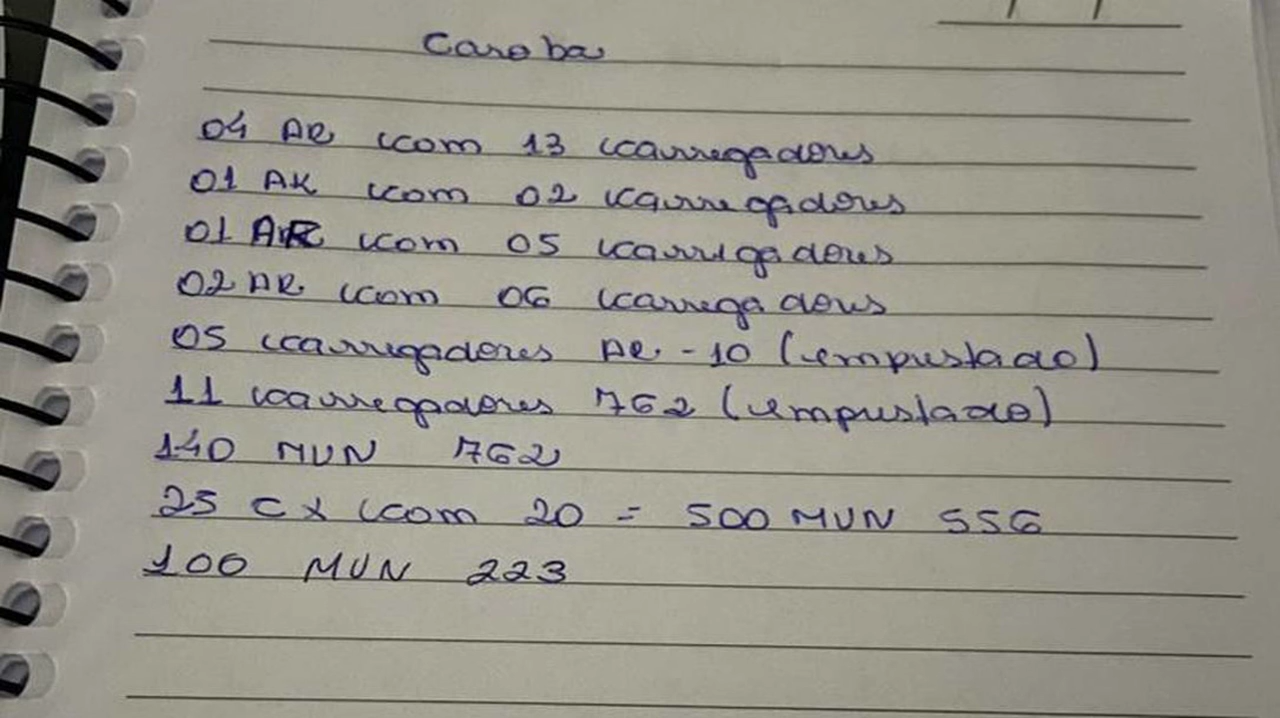 Caroba
04 AR com 13 carregadores
01 AK com 02 carregadores
01 AR com 05 carrigadores
02 AR com 06 carregadores
05 carregadores AR - 10 (emprestado)
11 carregadores 762 (emprestado)
140 MUN 762
25 CX com 20 = 500 MUN 556
100 MUN 223